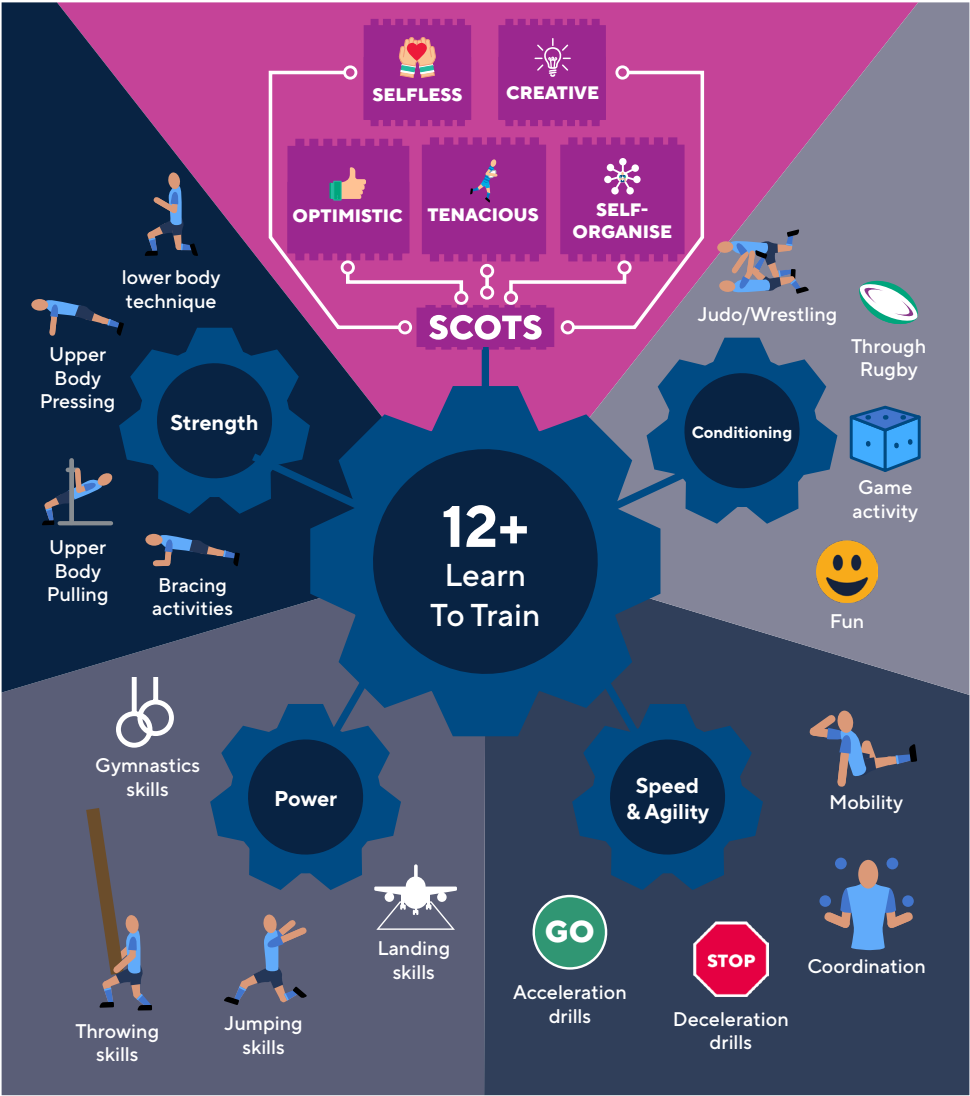 SELFLESS
CREATIVE
OPTIMISTIC
TENACIOUS
SELF-
ORGANISE
SCOTS
lower body
technique
Upper
Body
Pressing
Strength
Upper
Body
Pulling
Bracing
activities
Judo/Wrestling
Through
Rugby
Conditioning
Game
activity
Fun
12+
Learn
To Train
Gymnastics
skills
Power
Landing
skills
Throwing
skills
Jumping
skills
Speed
& Agility
Mobility
GO
Acceleration
drills
STOP
Deceleration
drills
Coordination